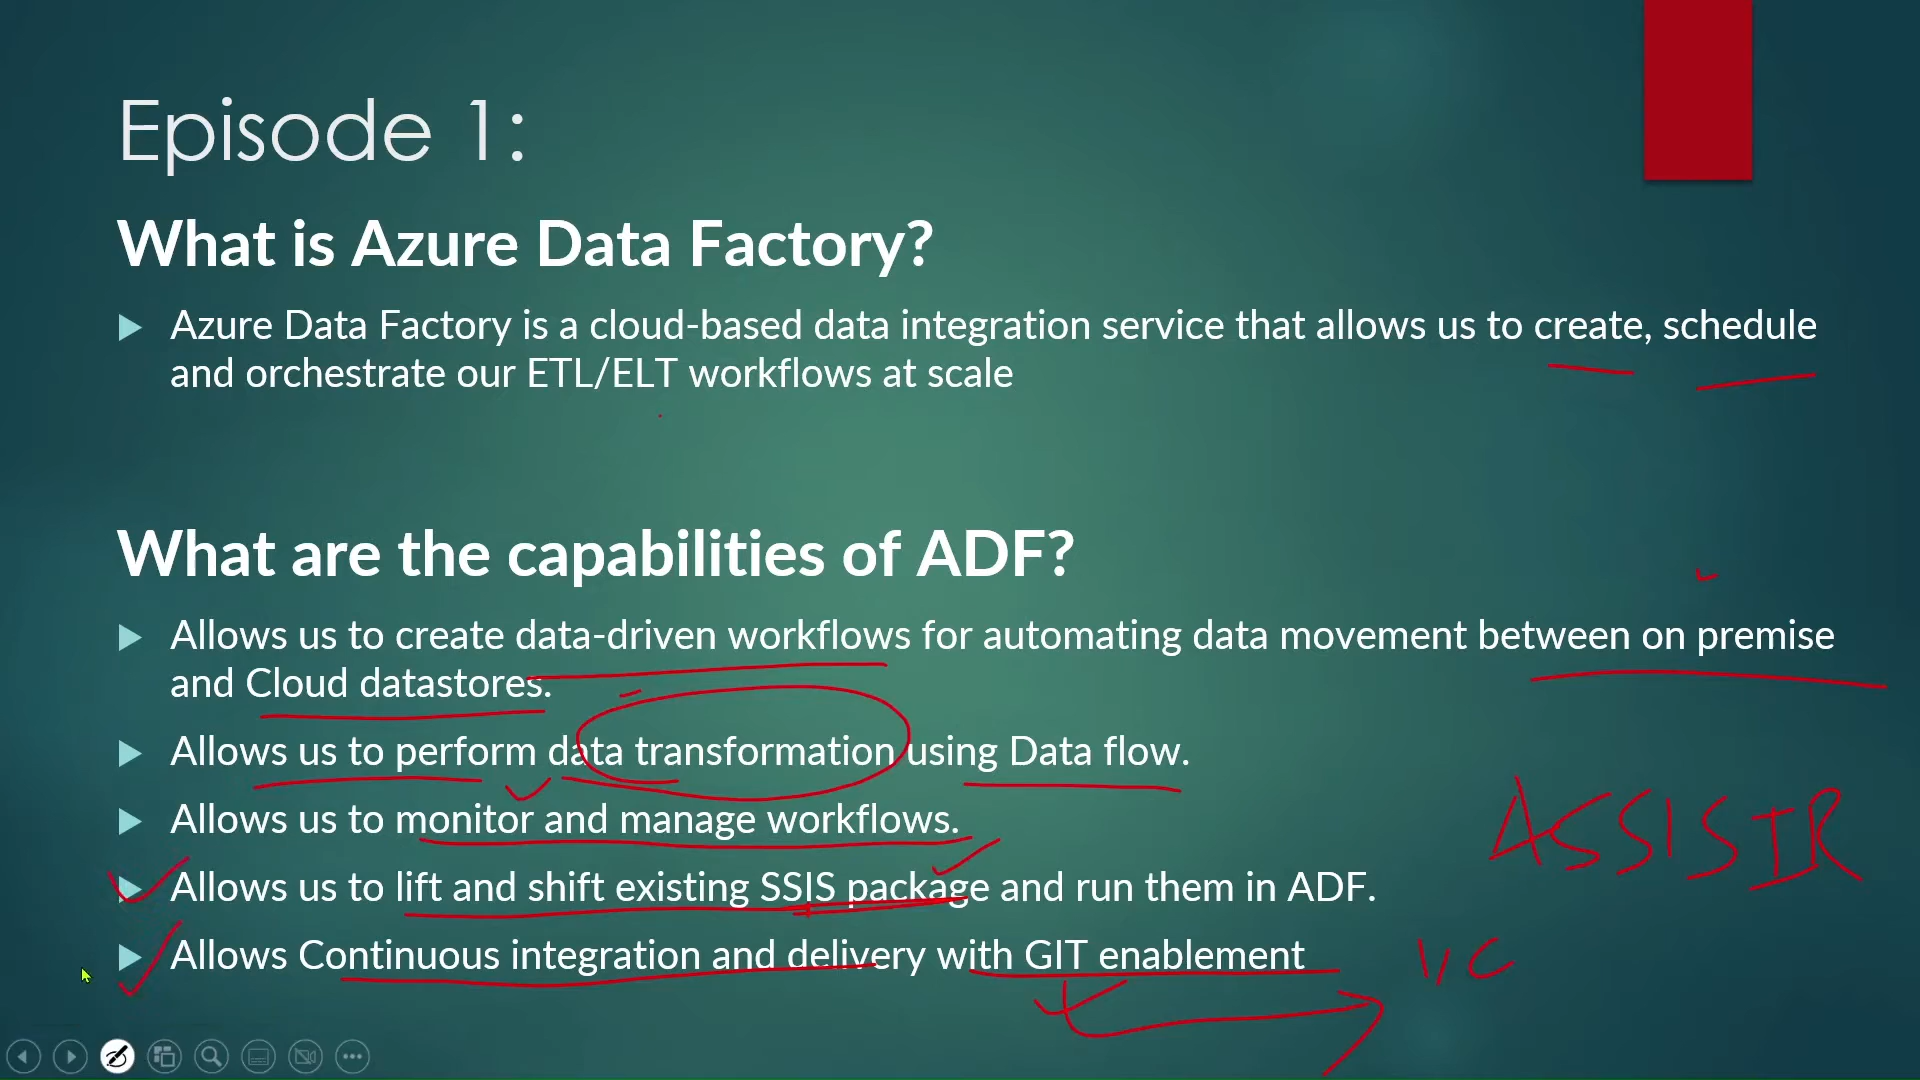 Episode 1:
What is Azure Data Factory?
Azure Data Factory is a cloud-based data integration service that allows us to create, schedule
and orchestrate our ETL/ELT workflows at scale
What are the capabilities of ADF?
Allows us to create data-driven workflows for automating data movement between on premise
and Cloud datastores.
Allows us to perform data transformation using Data flow.
Allows us to monitor and manage workflows.
Allows us to lift and shift existing SSIS package and run them in ADF.
Allows Continuous integration and delivery with GIT enablement
ASSISIR